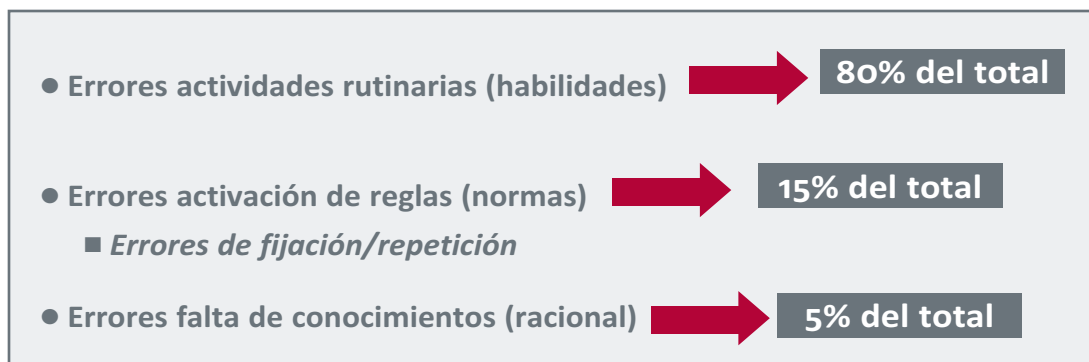 ● Errores actividades rutinarias (habilidades) 80% del total
● Errores activación de reglas (normas) 15% del total
■ Errores de fijación/repetición
● Errores falta de conocimientos (racional) 5% del total